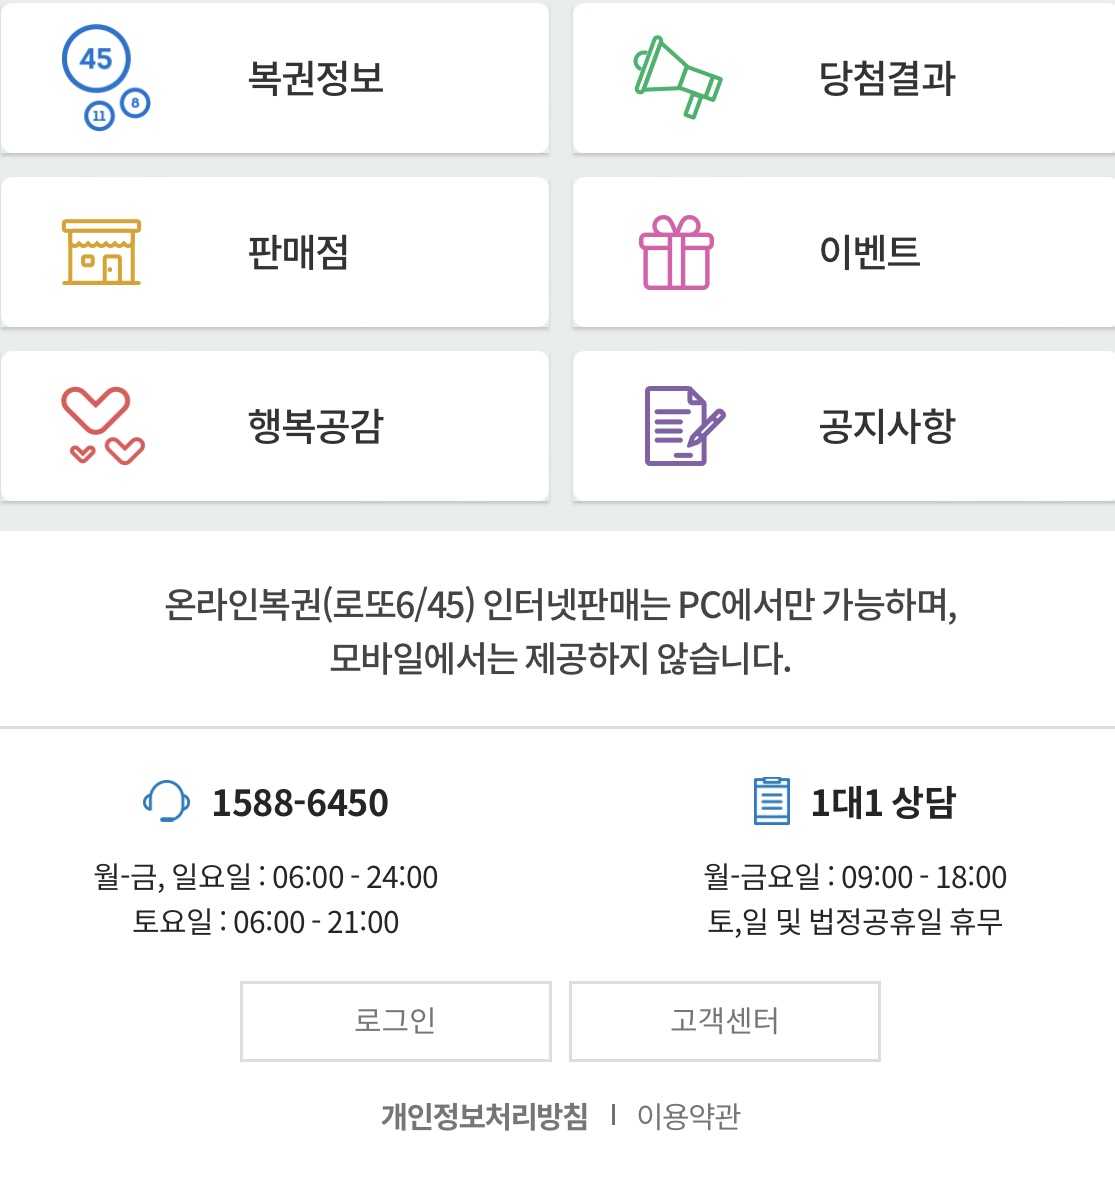 45
8
11
복권정보
당첨결과
판매점
이벤트
행복공감
공지사항
온라인복권(로또6/45) 인터넷판매는 PC에서만 가능하며,
모바일에서는 제공하지 않습니다.
1588-6450
월-금, 일요일 : 06:00 - 24:00
토요일 : 06:00 - 21:00
1대1 상담
월-금요일 : 09:00 - 18:00
토,일 및 법정공휴일 휴무
로그인
고객센터
개인정보처리방침 | 이용약관